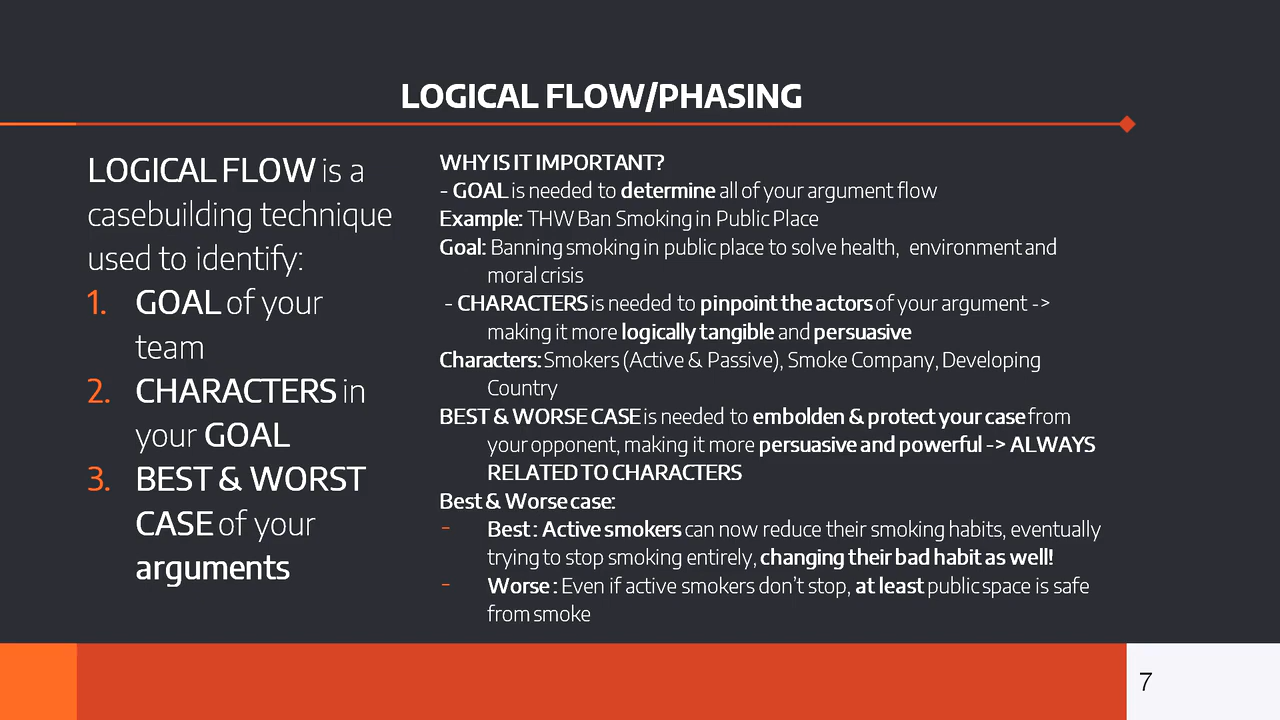 LOGICAL FLOW/PHASING
LOGICAL FLOW is a
casebuilding technique
used to identify:
1. GOAL of your
team
2. CHARACTERS in
your GOAL
3. BEST & WORST
CASE of your
arguments
WHY IS IT IMPORTANT?
- GOAL is needed to determine all of your argument flow
Example: THW Ban Smoking in Public Place
Goal: Banning smoking in public place to solve health, environment and
moral crisis
- CHARACTERS is needed to pinpoint the actors of your argument ->
making it more logically tangible and persuasive
Characters: Smokers (Active & Passive), Smoke Company, Developing
Country
BEST & WORSE CASE is needed to embolden & protect your case from
your opponent, making it more persuasive and powerful -> ALWAYS
RELATED TO CHARACTERS
Best & Worse case:
- Best : Active smokers can now reduce their smoking habits, eventually
trying to stop smoking entirely, changing their bad habit as well!
- Worse : Even if active smokers don’t stop, at least public space is safe
from smoke
7